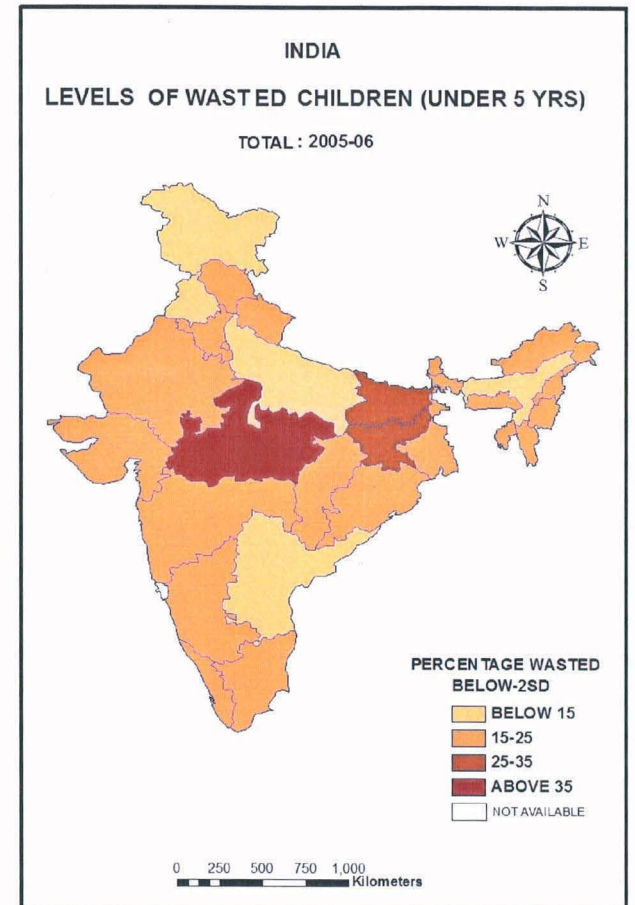 INDIA
LEVELS OF WASTED CHILDREN (UNDER 5 YRS)
TOTAL : 2005-06
N
W E
S
PERCENTAGE WASTED
BELOW-2SD
BELOW 15
15-25
25-35
ABOVE 35
NOT AVAILABLE
0 250 500 750 1,000
Kilometers